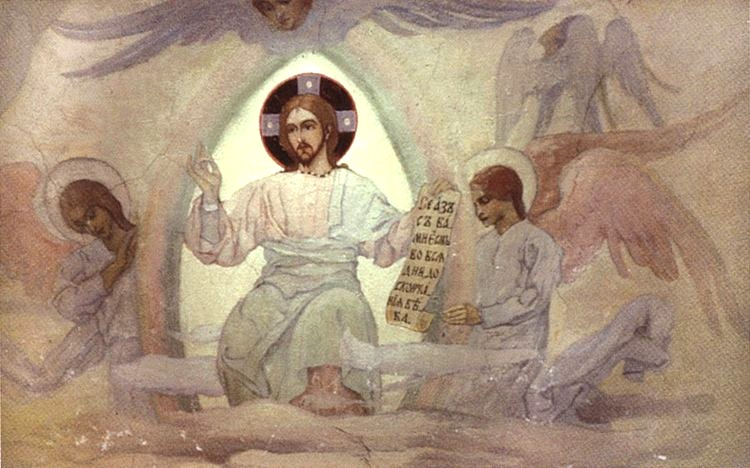 Се азъ
съ ва
ми есмь
во вся
дни до
сконча
нія вѣ
ка.